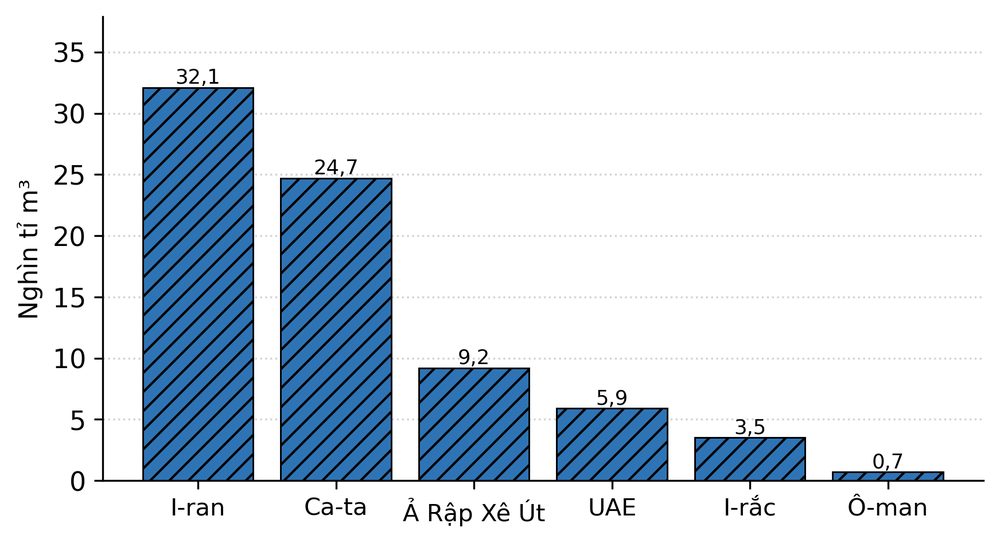 Nghìn tỉ m³
35
30
25
20
15
10
5
0
32,1
24,7
9,2
5,9
3,5
0,7
I-ran
Ca-ta
Ả Rập Xê Út
UAE
I-rắc
Ô-man